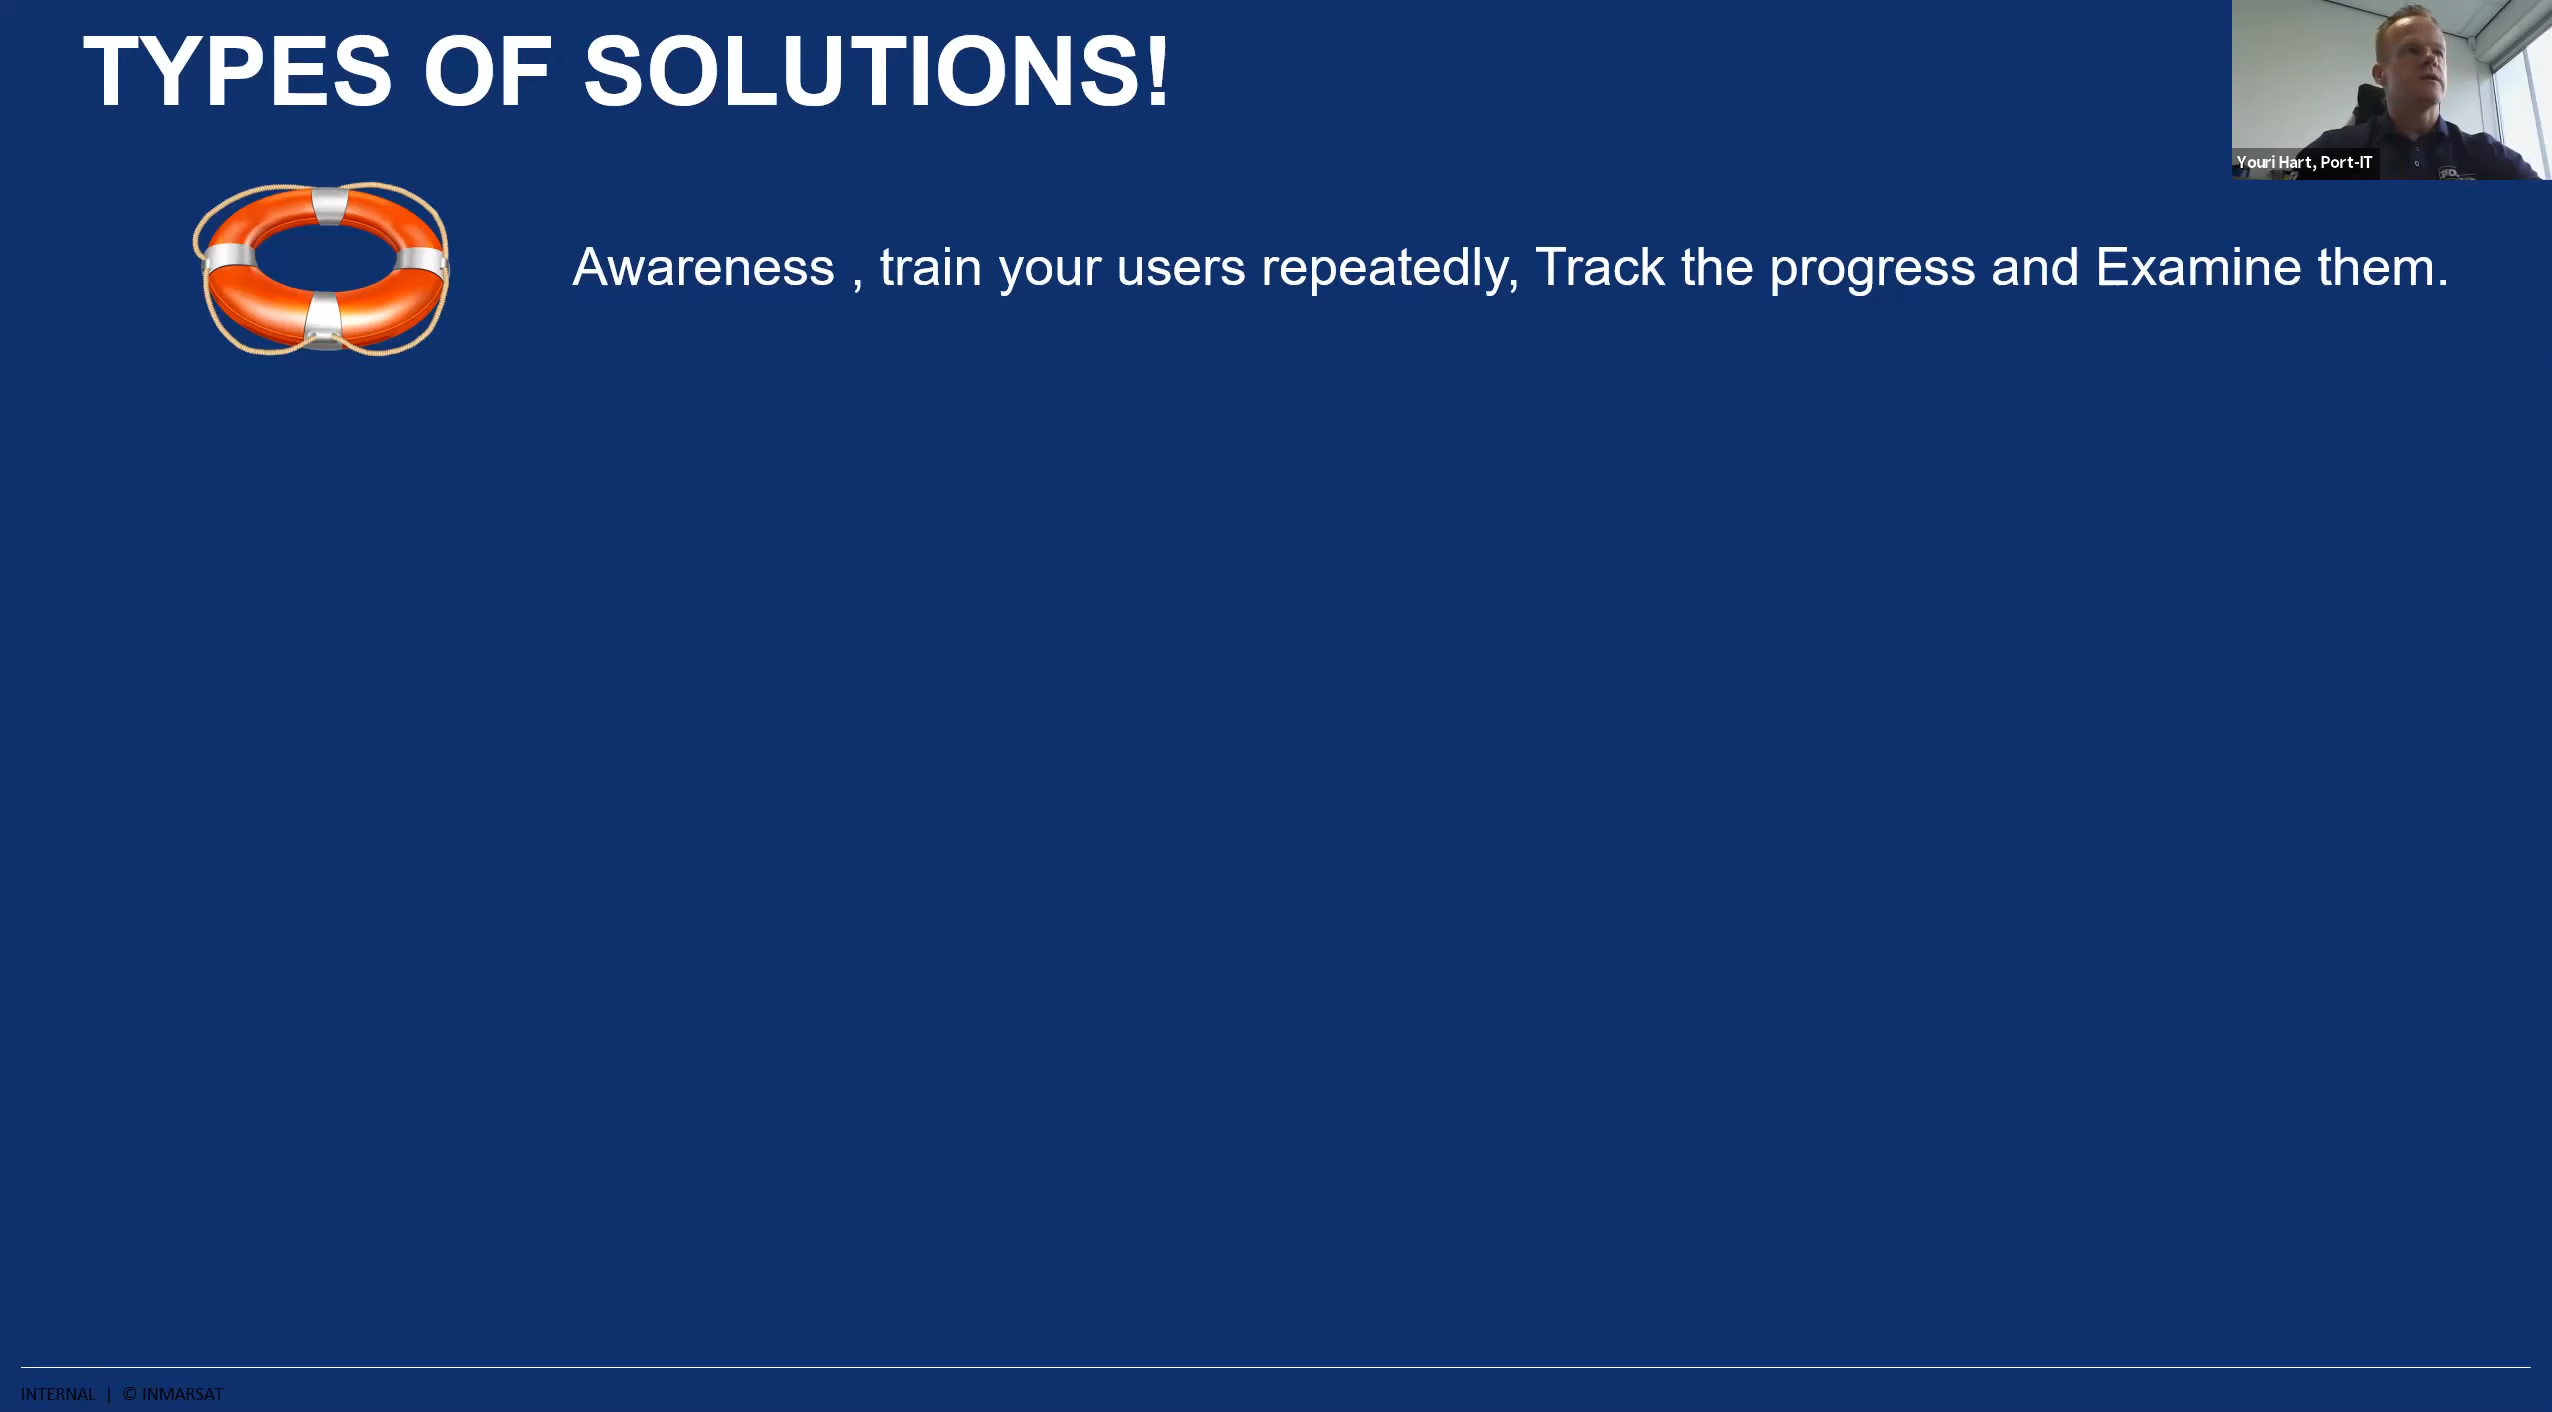 TYPES OF SOLUTIONS!
Youri Hart, Port-IT
Awareness , train your users repeatedly, Track the progress and Examine them.
INTERNAL | © INMARSAT